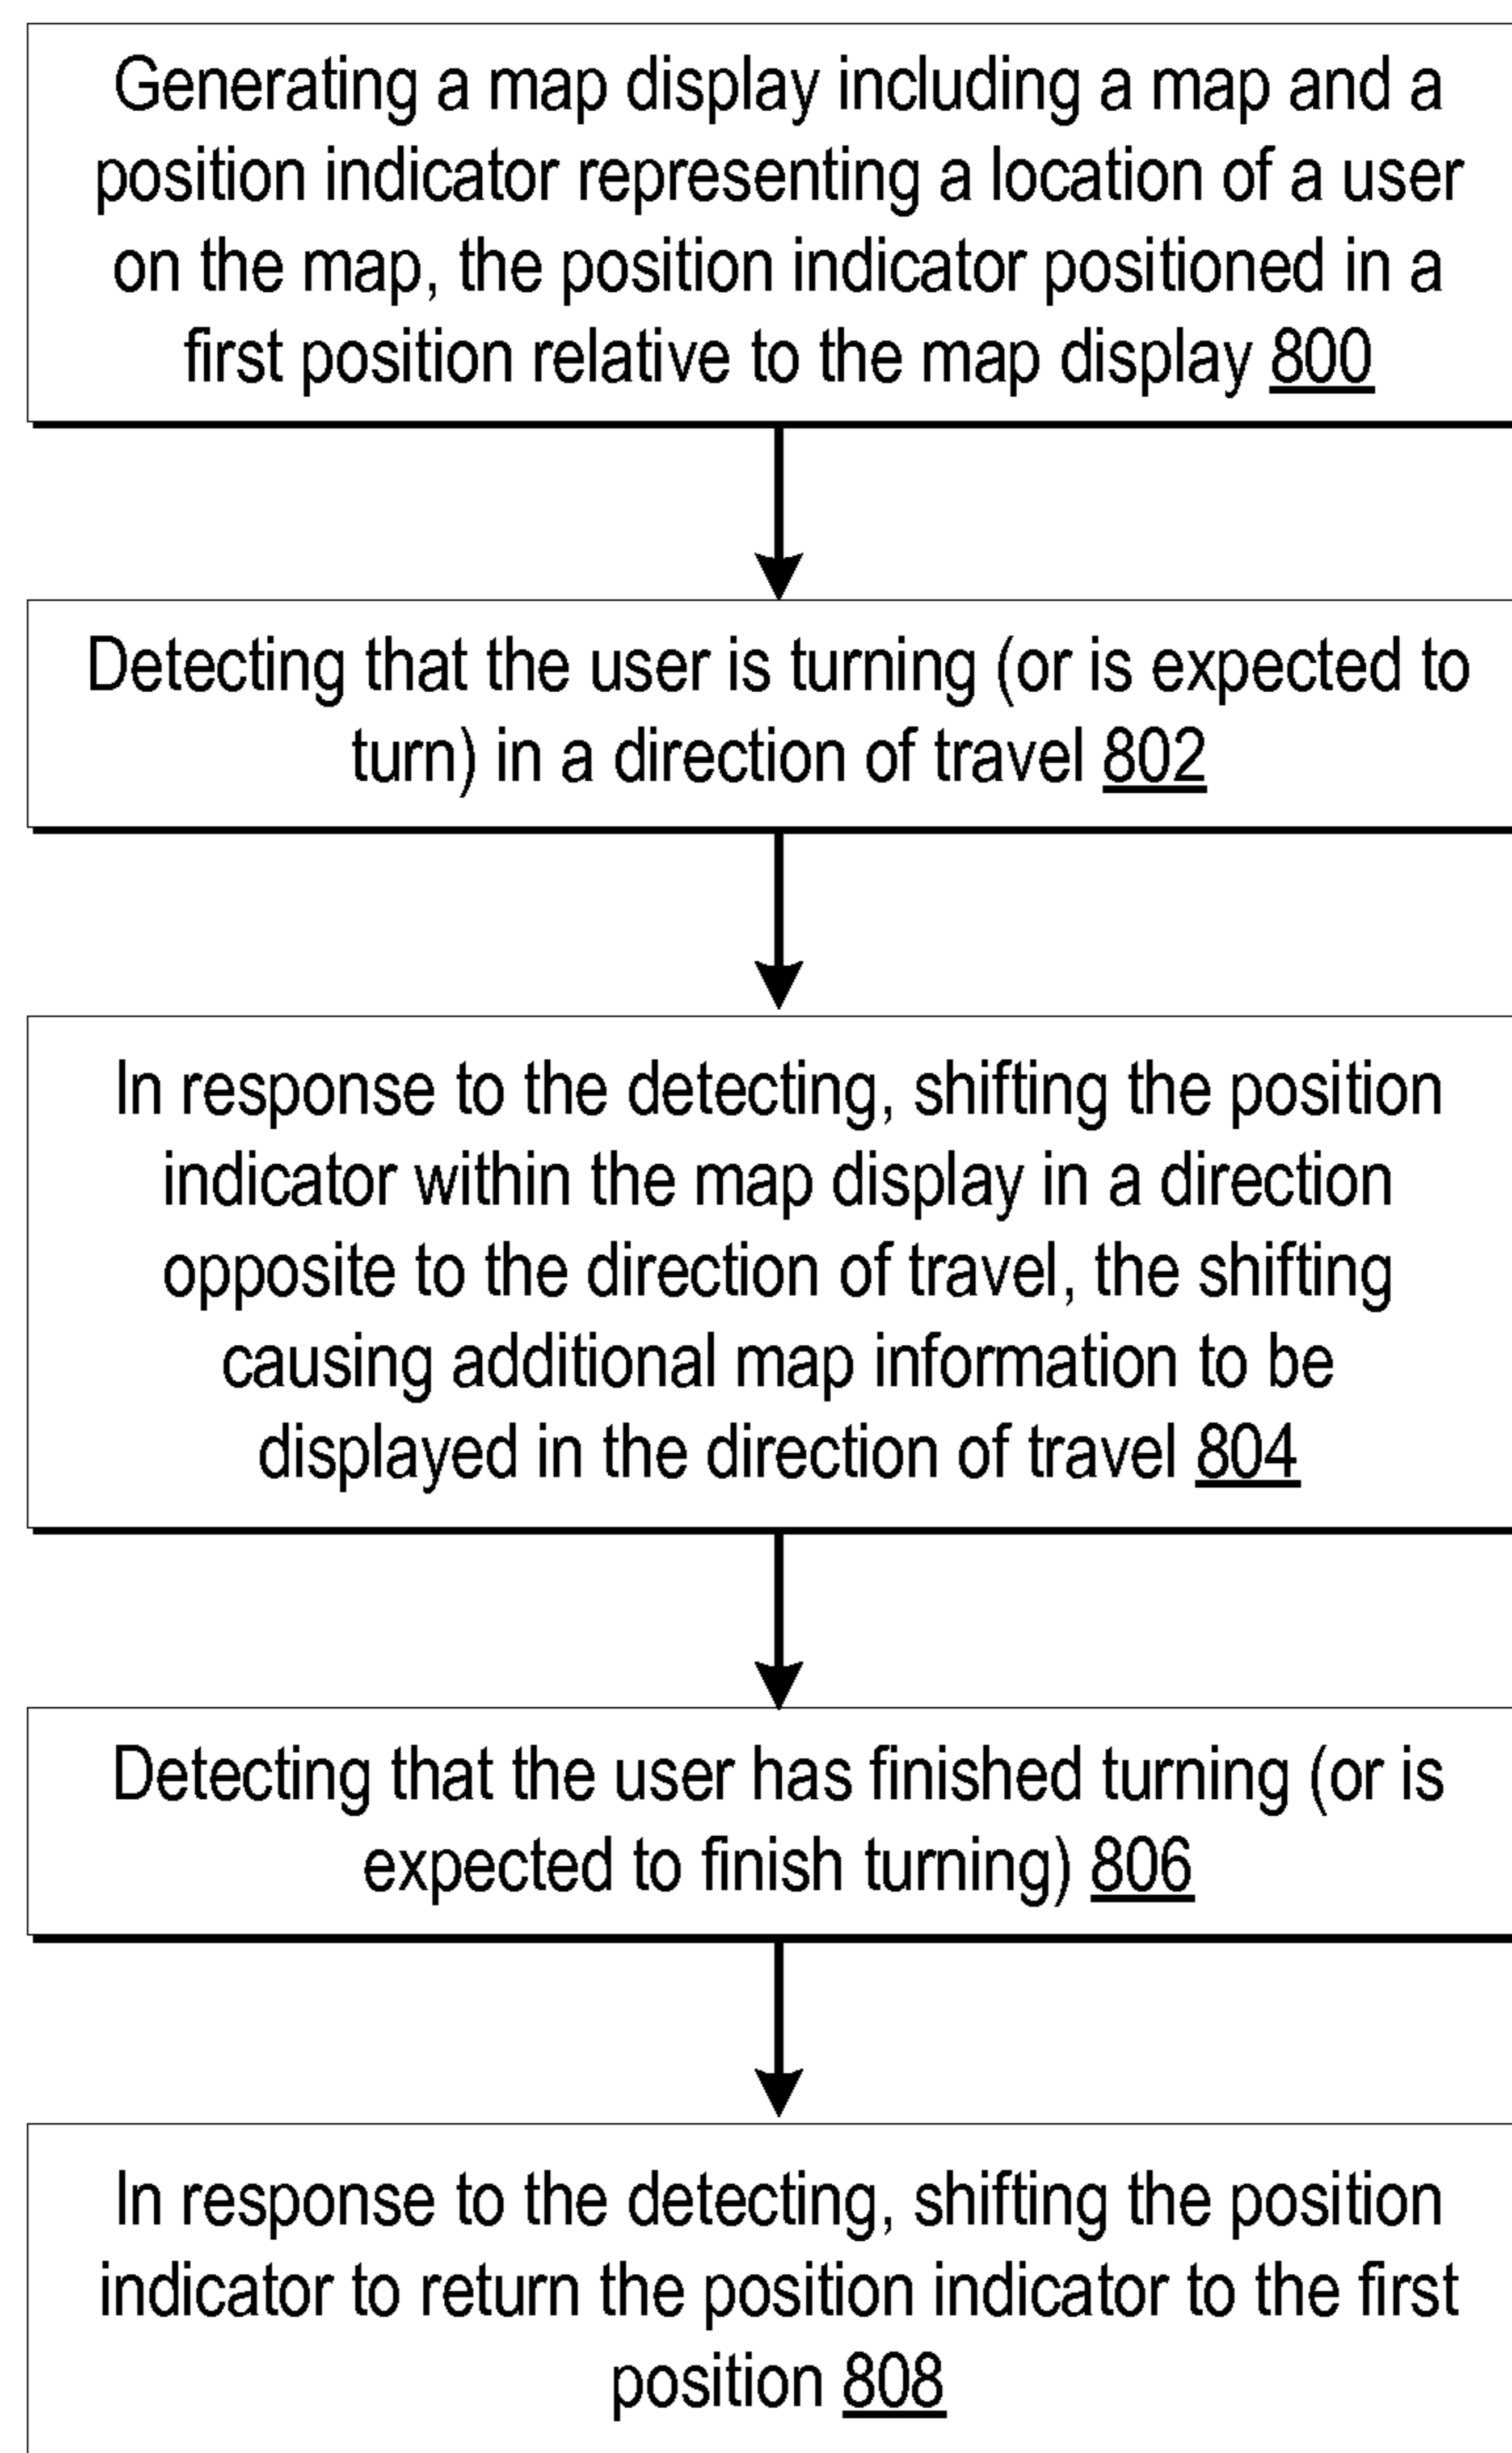 Generating a map display including a map and a
position indicator representing a location of a user
on the map, the position indicator positioned in a
first position relative to the map display 800
Detecting that the user is turning (or is expected to
turn) in a direction of travel 802
In response to the detecting, shifting the position
indicator within the map display in a direction
opposite to the direction of travel, the shifting
causing additional map information to be
displayed in the direction of travel 804
Detecting that the user has finished turning (or is
expected to finish turning) 806
In response to the detecting, shifting the position
indicator to return the position indicator to the first
position 808